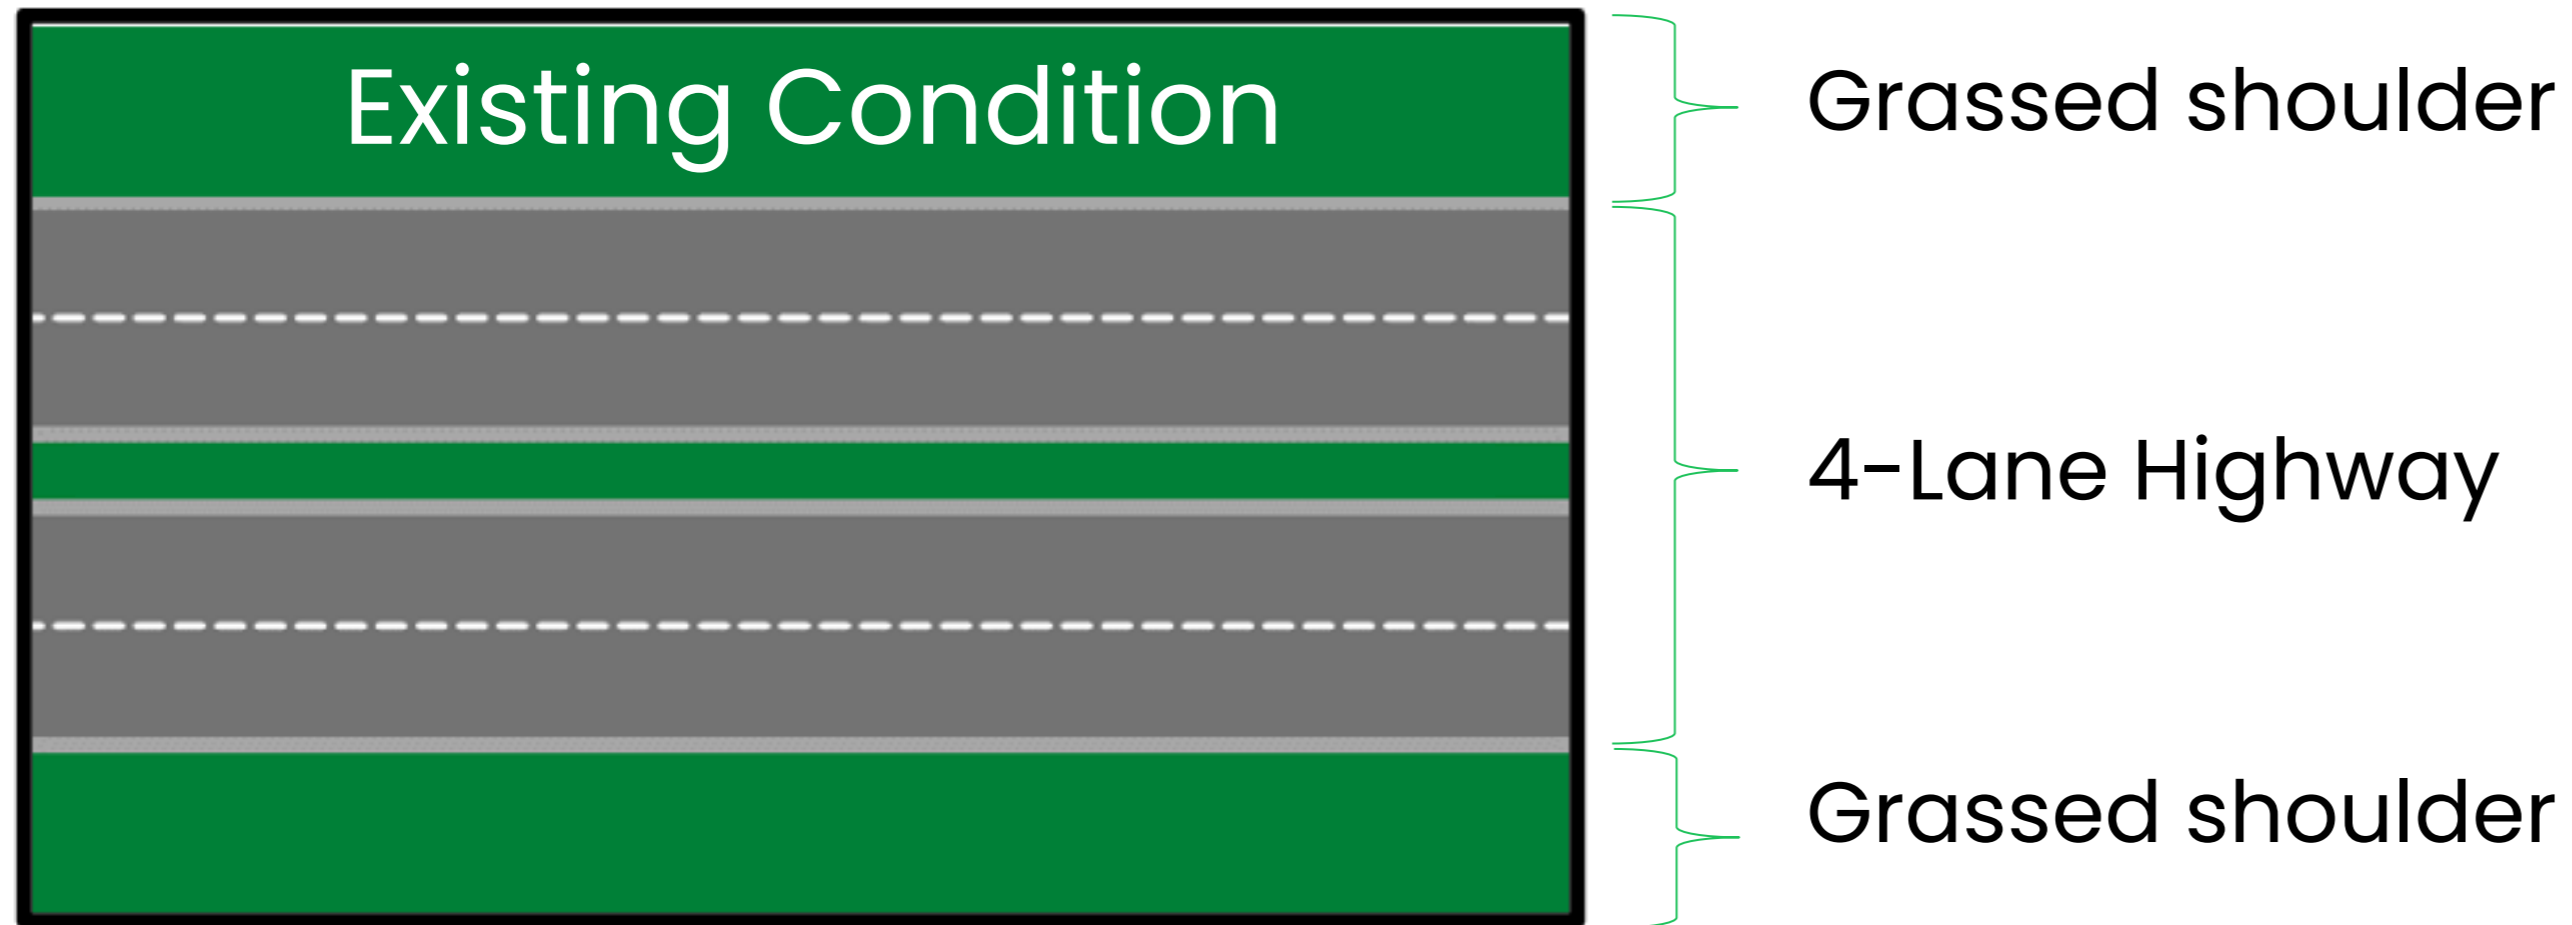 Existing Condition
Grassed shoulder
4-Lane Highway
Grassed shoulder